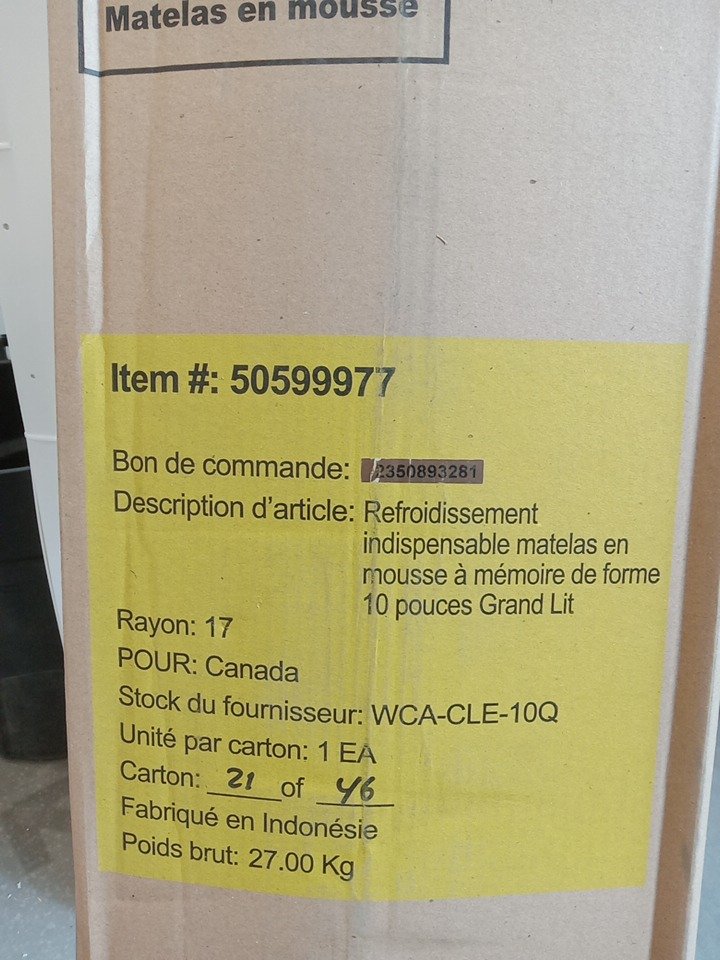 Matelas en mousse
Item #: 50599977
Bon de commande: 2350893281
Description d'article: Refroidissement
indispensable matelas en
mousse à mémoire de forme
10 pouces Grand Lit
Rayon: 17
POUR: Canada
Stock du fournisseur: WCA-CLE-10Q
Unité par carton: 1 EA
Carton: 21 of 46
Fabriqué en Indonésie
Poids brut: 27.00 Kg